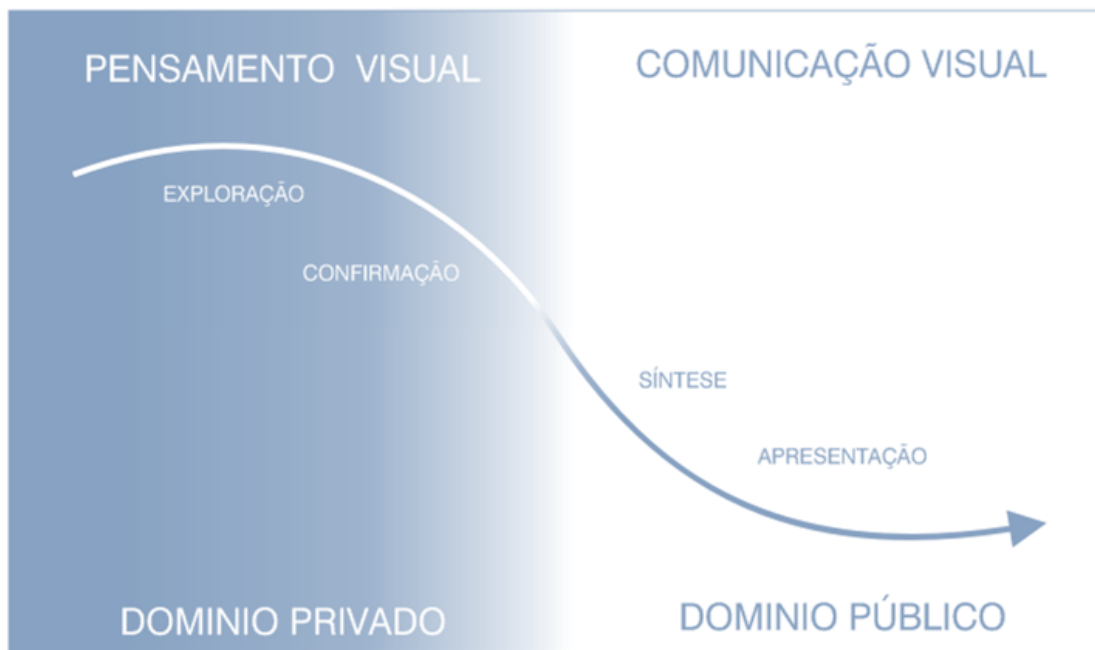 PENSAMENTO VISUAL
COMUNICAÇÃO VISUAL
EXPLORAÇÃO
CONFIRMAÇÃO
SÍNTESE
APRESENTAÇÃO
DOMINIO PRIVADO
DOMINIO PÚBLICO